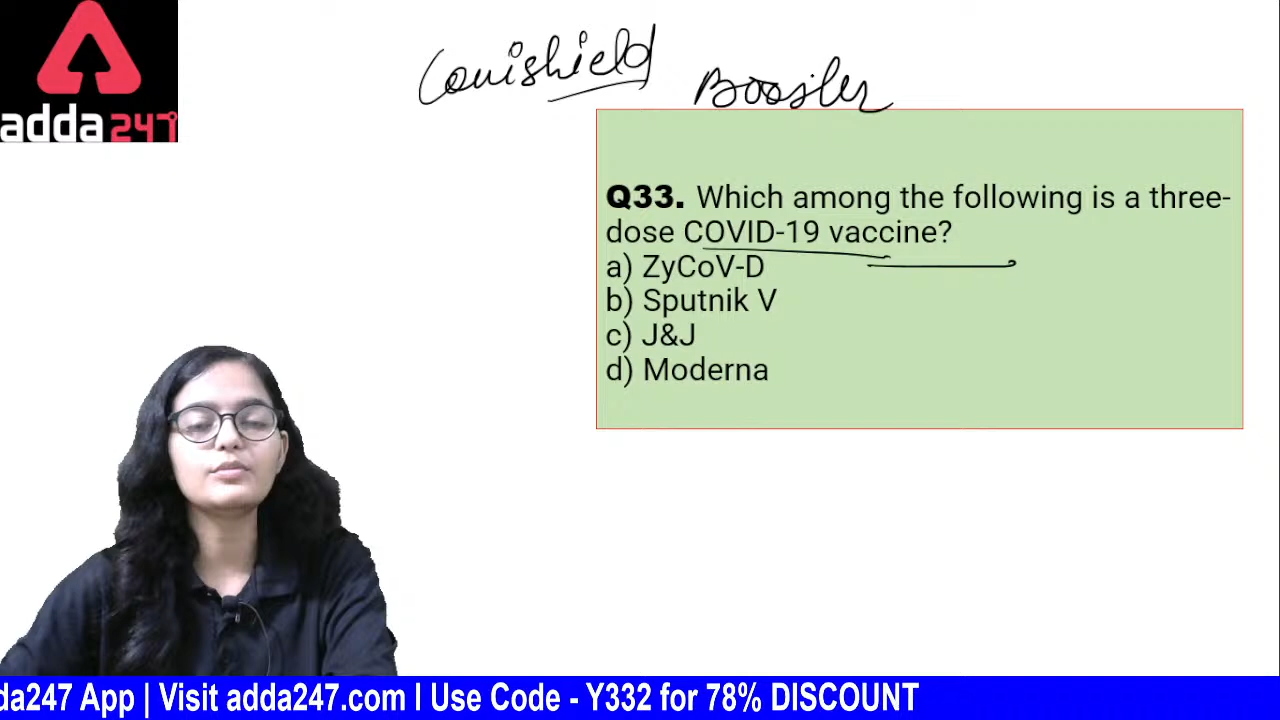 Covishield
Booster
adda247
Q33. Which among the following is a three-
dose COVID-19 vaccine?
a) ZyCoV-D
b) Sputnik V
c) J&J
d) Moderna
da247 App | Visit adda247.com I Use Code - Y332 for 78% DISCOUNT